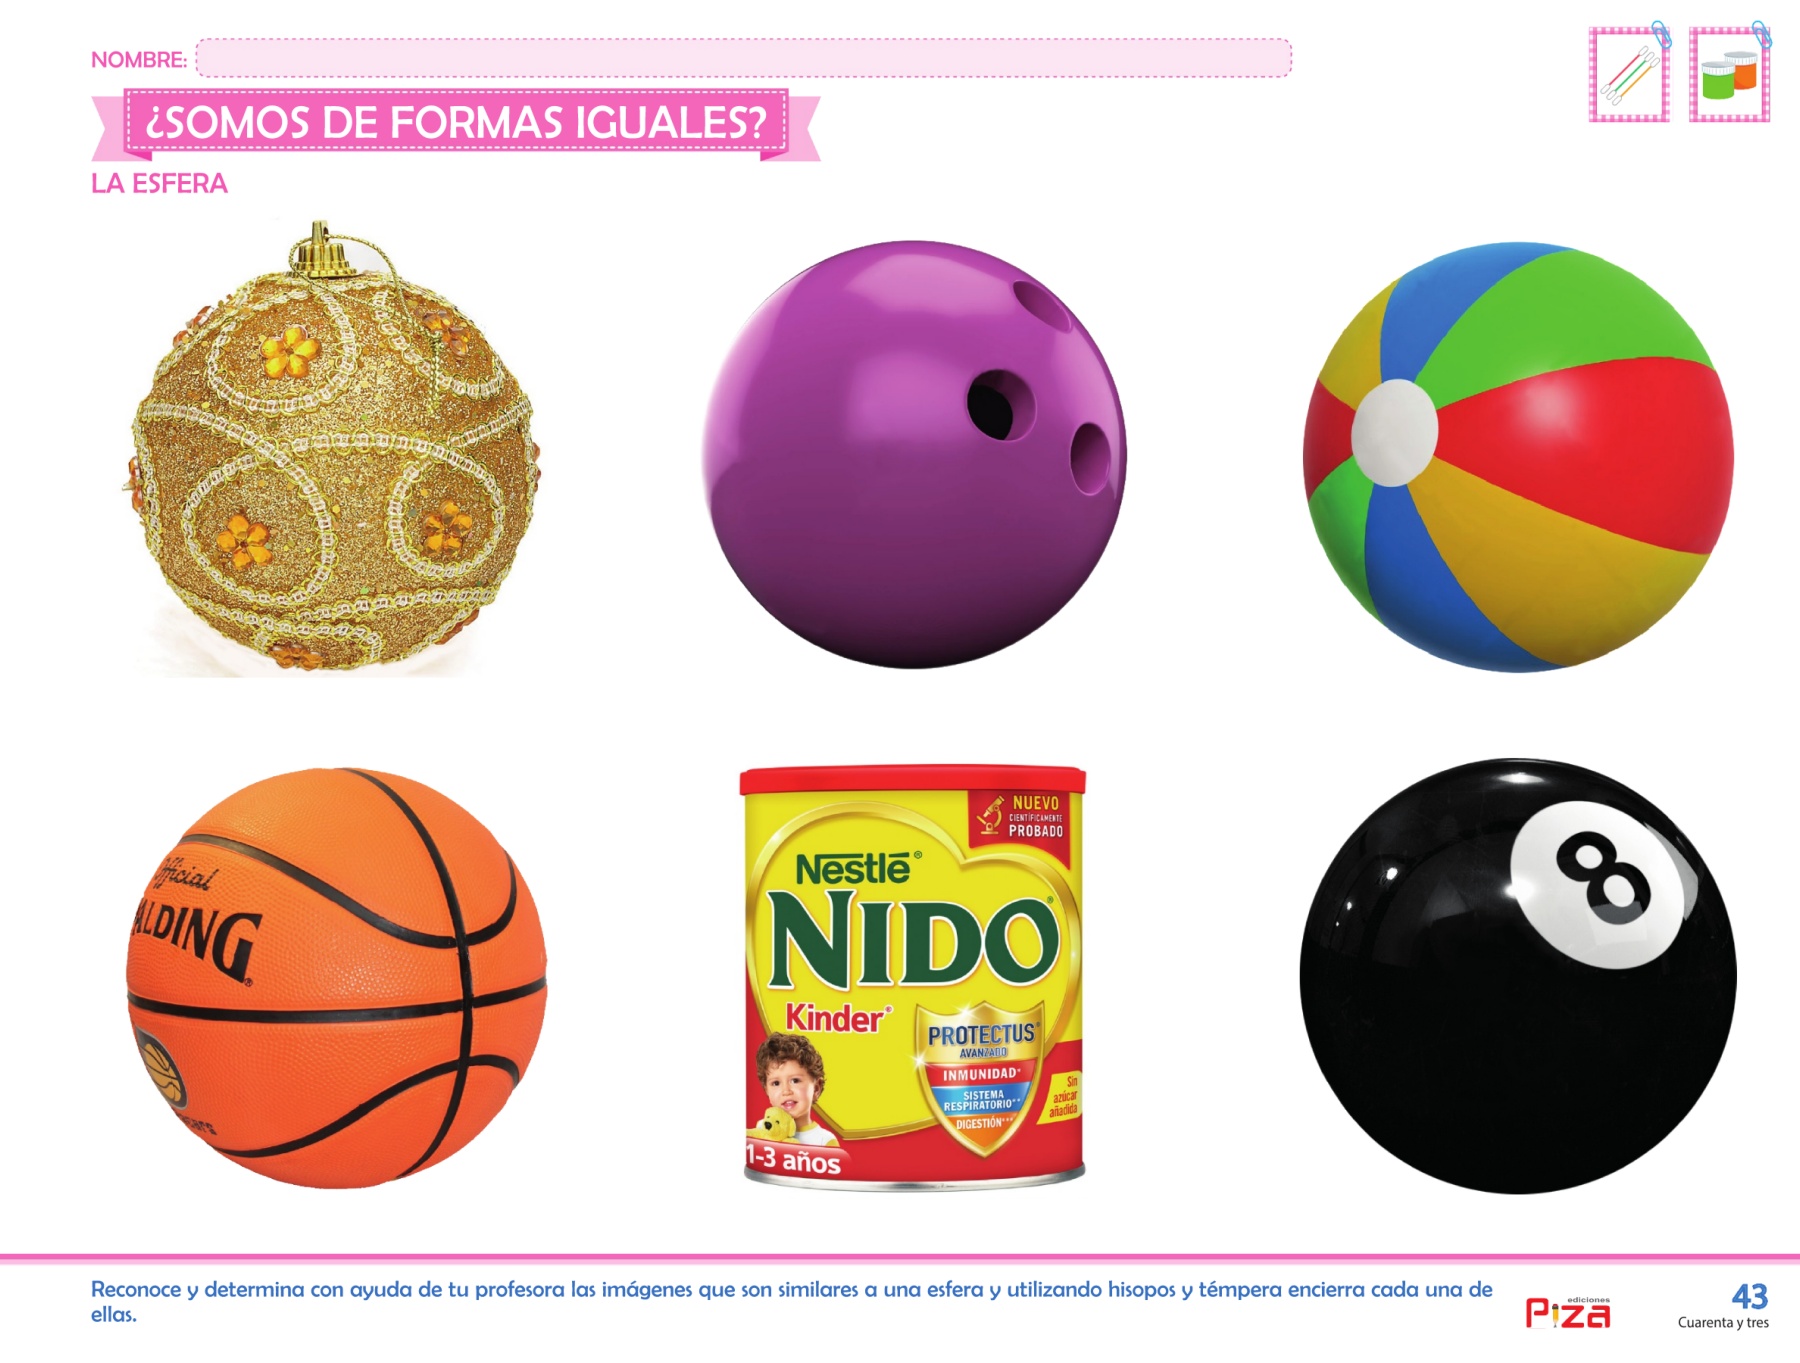 NOMBRE:
¿SOMOS DE FORMAS IGUALES?
LA ESFERA
Official
ALDING
8
NUEVO
CIENTÍFICAMENTE
PROBADO
Nestlé®
NIDO®
Kinder®
PROTECTUS®
AVANZADO
INMUNIDAD*
SISTEMA
RESPIRATORIO**
DIGESTIÓN***
Sin
azúcar
añadida
1-3 años
Reconoce y determina con ayuda de tu profesora las imágenes que son similares a una esfera y utilizando hisopos y témpera encierra cada una de
ellas.
ediciones
Piza
43
Cuarenta y tres